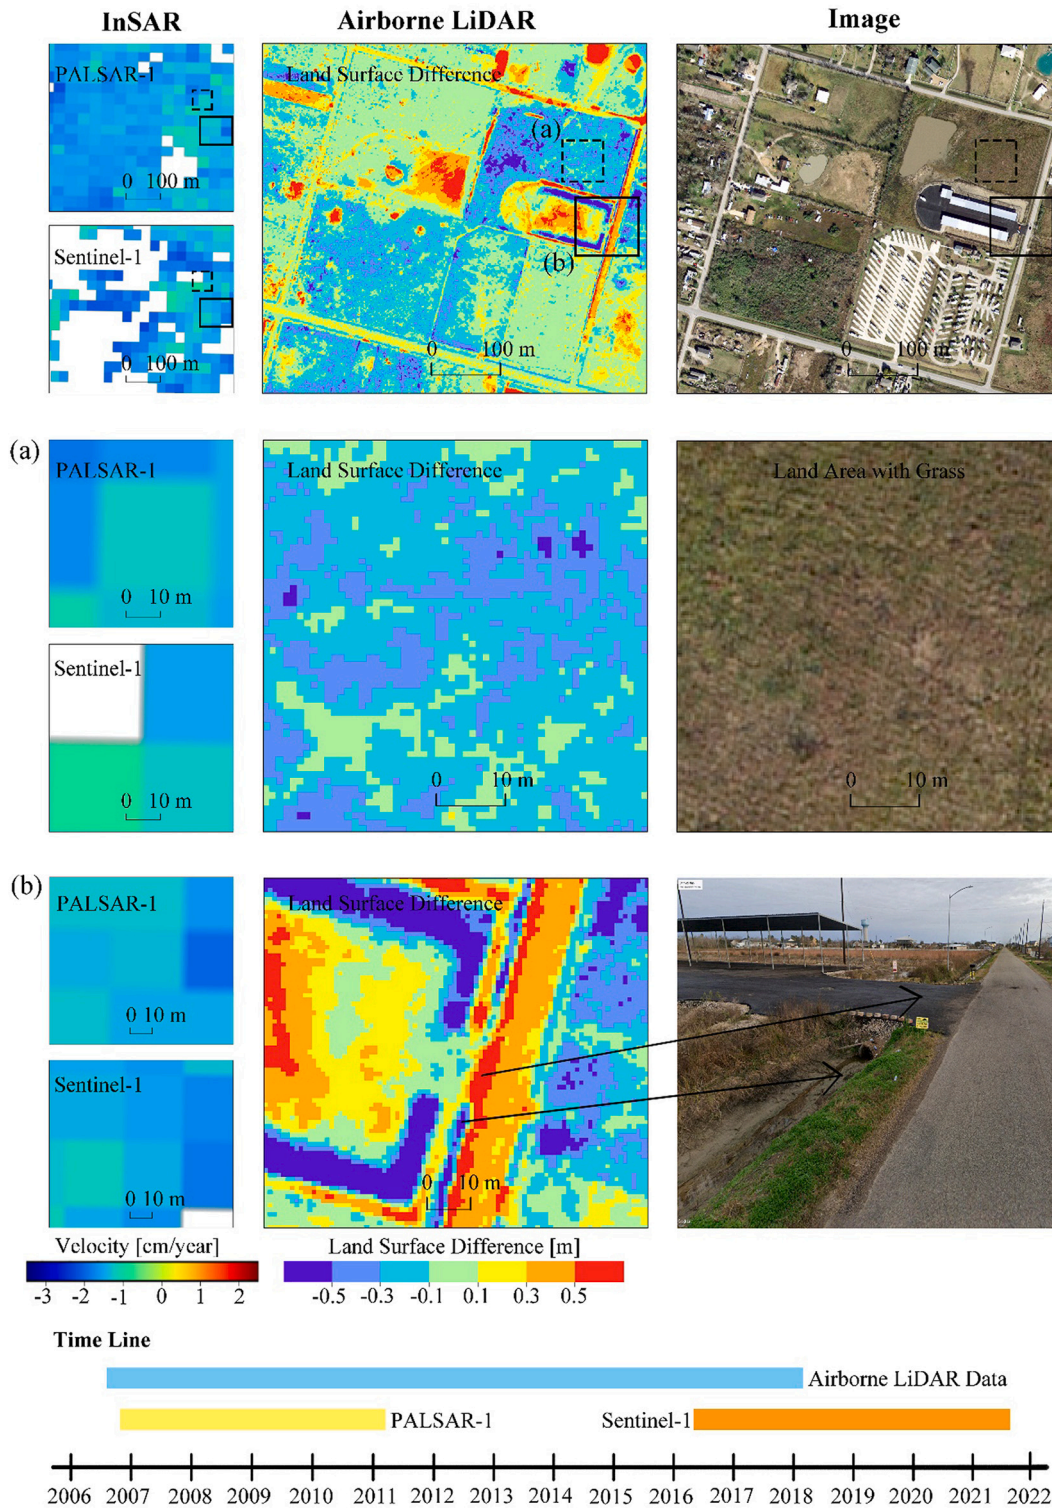 InSAR
Airborne LiDAR
Image
PALSAR-1
Land Surface Difference
(a)
0 100 m
Sentinel-1
(b)
0 100 m
0 100 m
0 100 m
(a)
PALSAR-1
Land Surface Difference
Land Area with Grass
0 10 m
Sentinel-1
0 10 m
0 10 m
0 10 m
(b)
PALSAR-1
Land Surface Difference
0 10 m
Sentinel-1
0 10 m
0 10 m
Velocity [cm/year]
Land Surface Difference [m]
-3 -2 -1 0 1 2
-0.5 -0.3 -0.1 0.1 0.3 0.5
Time Line
Airborne LiDAR Data
PALSAR-1
Sentinel-1
2006 2007 2008 2009 2010 2011 2012 2013 2014 2015 2016 2017 2018 2019 2020 2021 2022